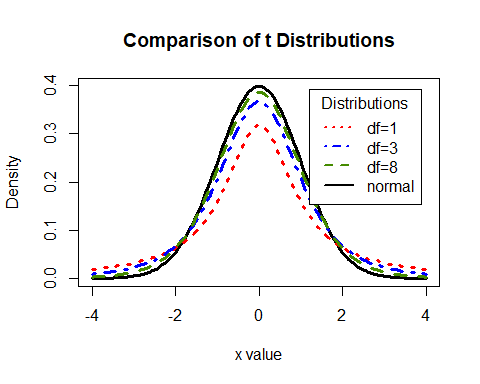 Comparison of t Distributions
Density
0.4
0.3
0.2
0.1
0.0
Distributions
df=1
df=3
df=8
normal
-4 -2 0 2 4
x value